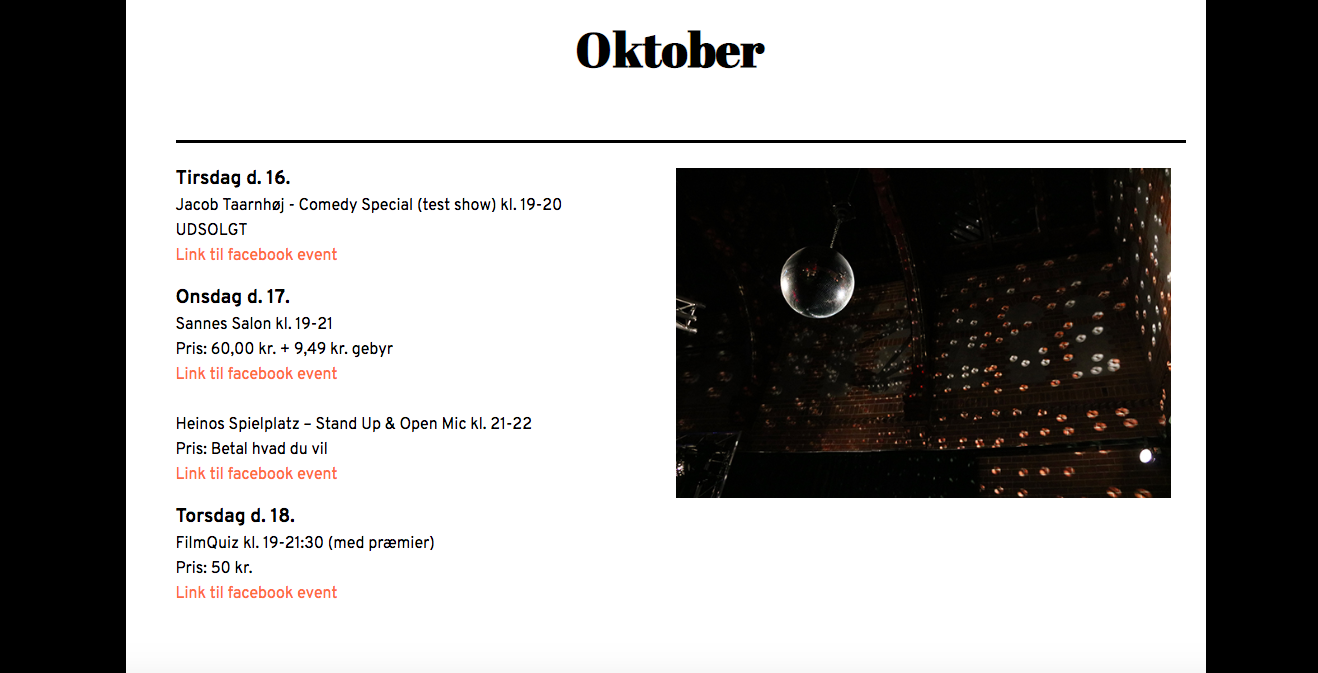 Oktober
Tirsdag d. 16.
Jacob Taarnhøj - Comedy Special (test show) kl. 19-20
UDSOLGT
Link til facebook event
Onsdag d. 17.
Sannes Salon kl. 19-21
Pris: 60,00 kr. + 9,49 kr. gebyr
Link til facebook event
Heinos Spielplatz – Stand Up & Open Mic kl. 21-22
Pris: Betal hvad du vil
Link til facebook event
Torsdag d. 18.
FilmQuiz kl. 19-21:30 (med præmier)
Pris: 50 kr.
Link til facebook event